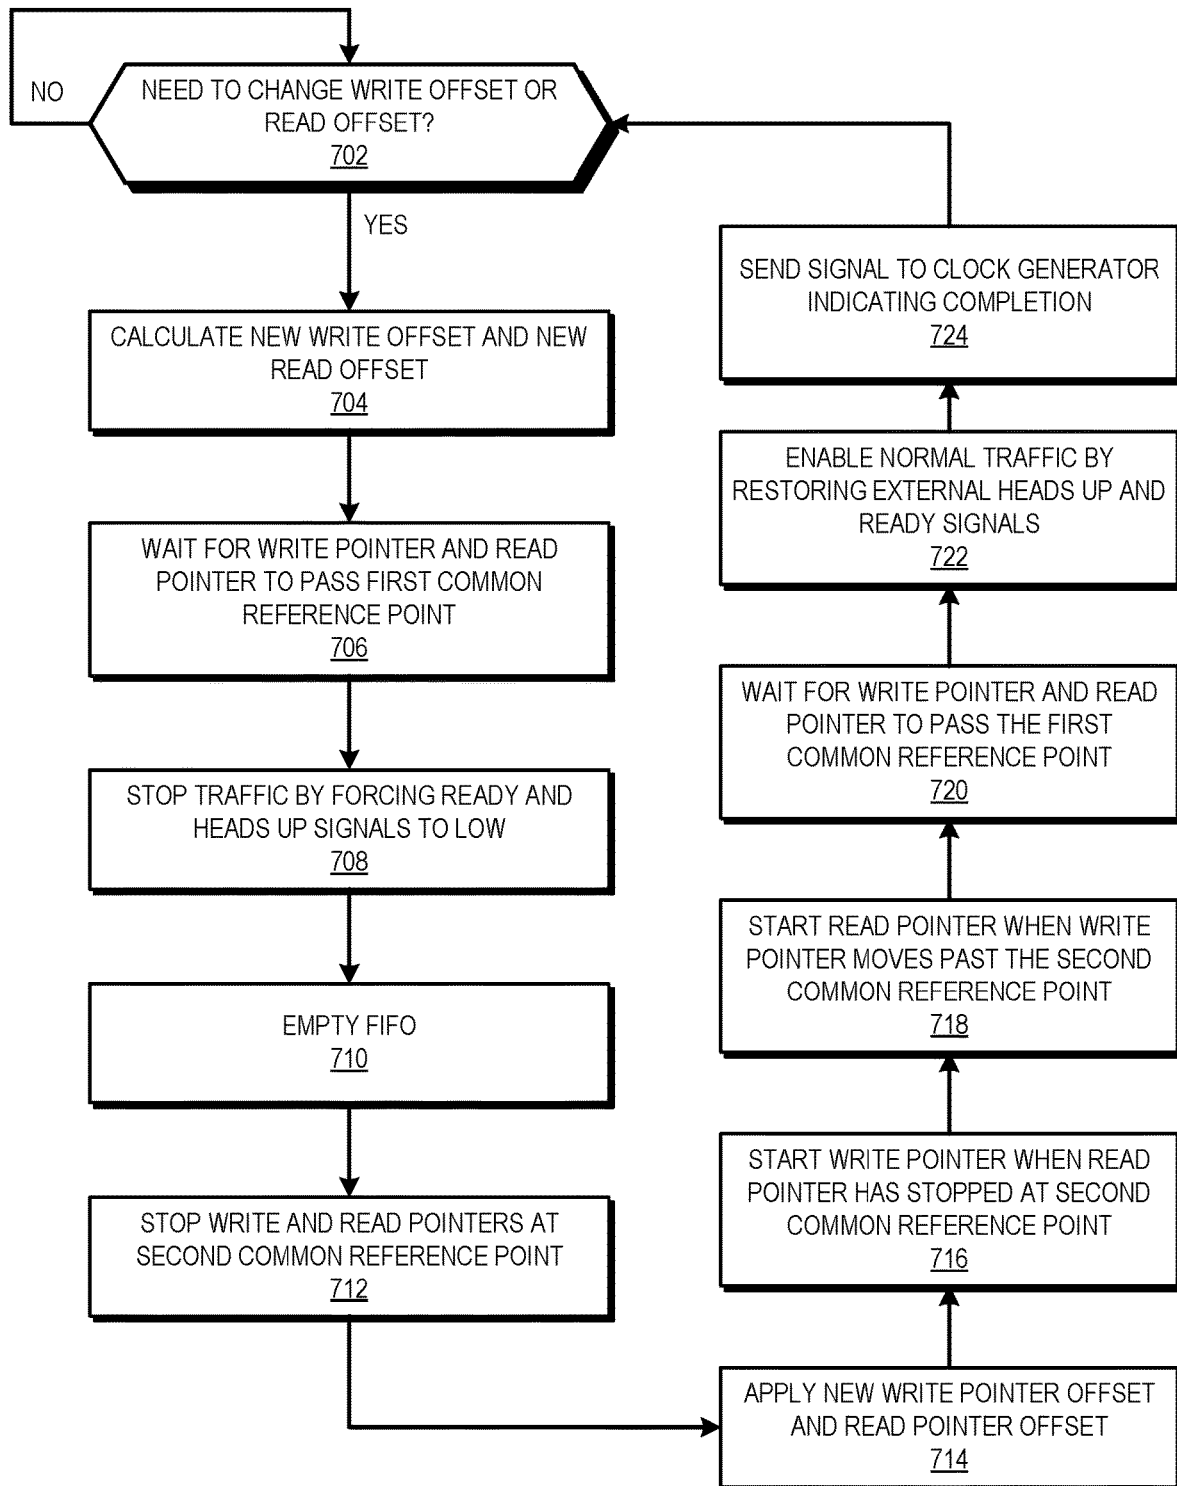 NEED TO CHANGE WRITE OFFSET OR
READ OFFSET?
702
NO
YES
CALCULATE NEW WRITE OFFSET AND NEW
READ OFFSET
704
WAIT FOR WRITE POINTER AND READ
POINTER TO PASS FIRST COMMON
REFERENCE POINT
706
STOP TRAFFIC BY FORCING READY AND
HEADS UP SIGNALS TO LOW
708
EMPTY FIFO
710
STOP WRITE AND READ POINTERS AT
SECOND COMMON REFERENCE POINT
712
APPLY NEW WRITE POINTER OFFSET
AND READ POINTER OFFSET
714
START WRITE POINTER WHEN READ
POINTER HAS STOPPED AT SECOND
COMMON REFERENCE POINT
716
START READ POINTER WHEN WRITE
POINTER MOVES PAST THE SECOND
COMMON REFERENCE POINT
718
WAIT FOR WRITE POINTER AND READ
POINTER TO PASS THE FIRST
COMMON REFERENCE POINT
720
ENABLE NORMAL TRAFFIC BY
RESTORING EXTERNAL HEADS UP AND
READY SIGNALS
722
SEND SIGNAL TO CLOCK GENERATOR
INDICATING COMPLETION
724